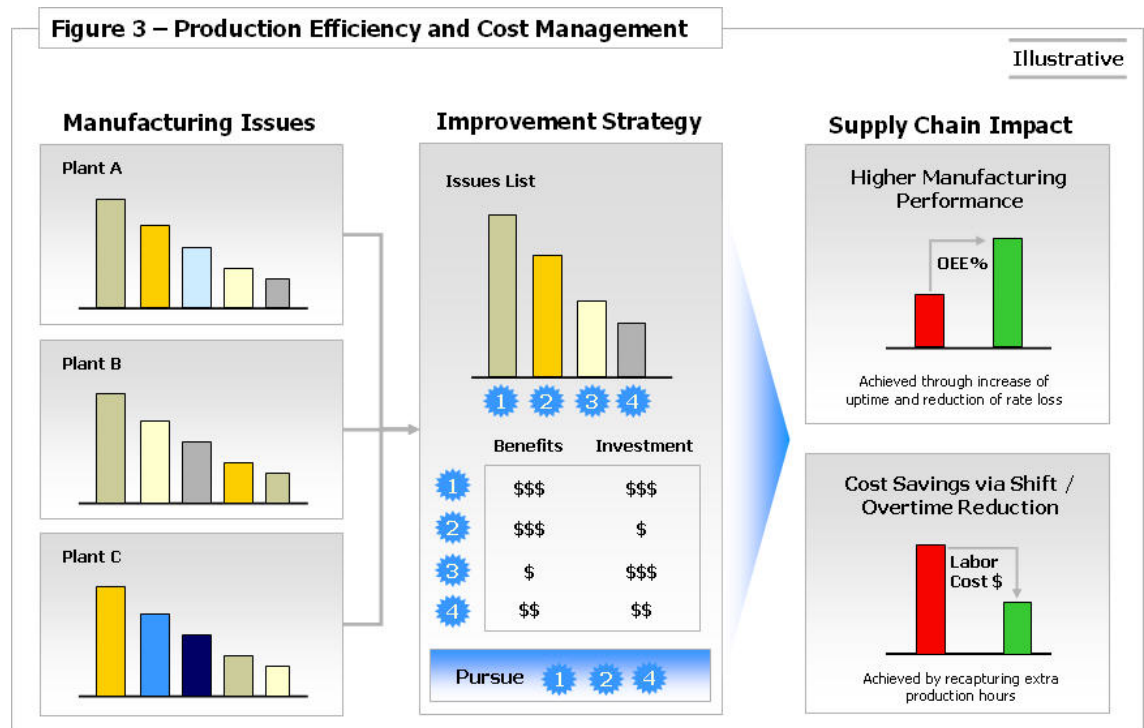 Figure 3 – Production Efficiency and Cost Management
Illustrative
Manufacturing Issues
Plant A
Plant B
Plant C
Improvement Strategy
Issues List
1 2 3 4
Benefits Investment
1 $$$ $$$
2 $$$ $
3 $ $$$
4 $$ $$
Pursue 1 2 4
Supply Chain Impact
Higher Manufacturing
Performance
OEE%
Achieved through increase of
uptime and reduction of rate loss
Cost Savings via Shift /
Overtime Reduction
Labor
Cost $
Achieved by recapturing extra
production hours